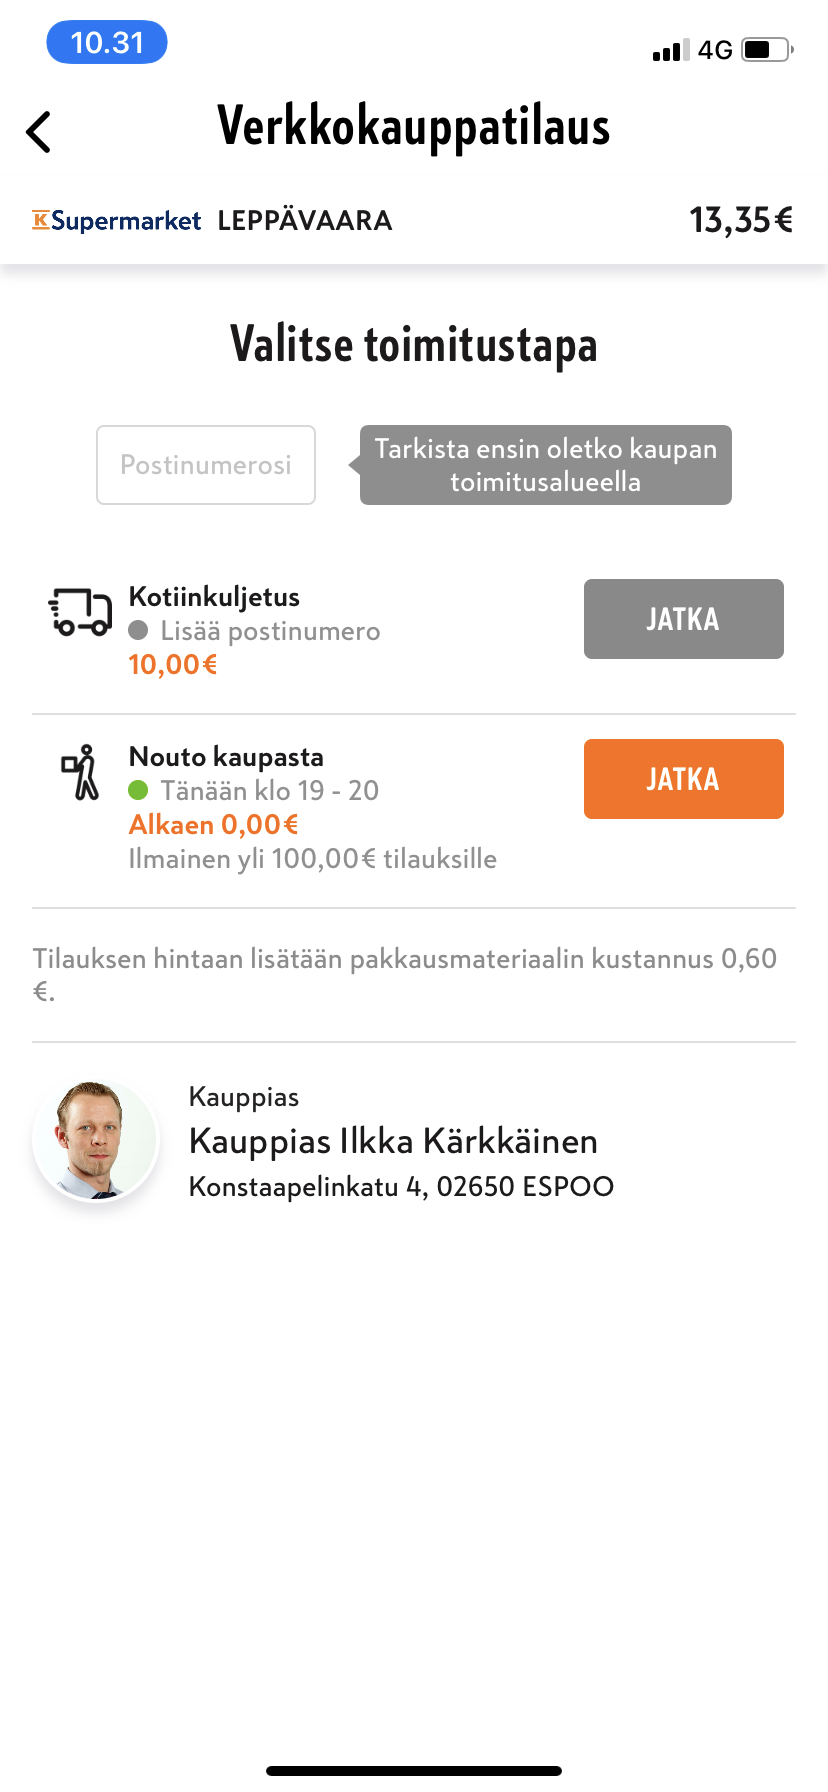 10.31
4G
Verkkokauppatilaus
K Supermarket LEPPÄVAARA 13,35€
Valitse toimitustapa
Postinumerosi
Tarkista ensin oletko kaupan
toimitusalueella
Kotiinkuljetus
Lisää postinumero
10,00€
JATKA
Nouto kaupasta
Tänään klo 19 - 20
Alkaen 0,00€
Ilmainen yli 100,00€ tilauksille
JATKA
Tilauksen hintaan lisätään pakkausmateriaalin kustannus 0,60
€.
Kauppias
Kauppias Ilkka Kärkkäinen
Konstaapelinkatu 4, 02650 ESPOO